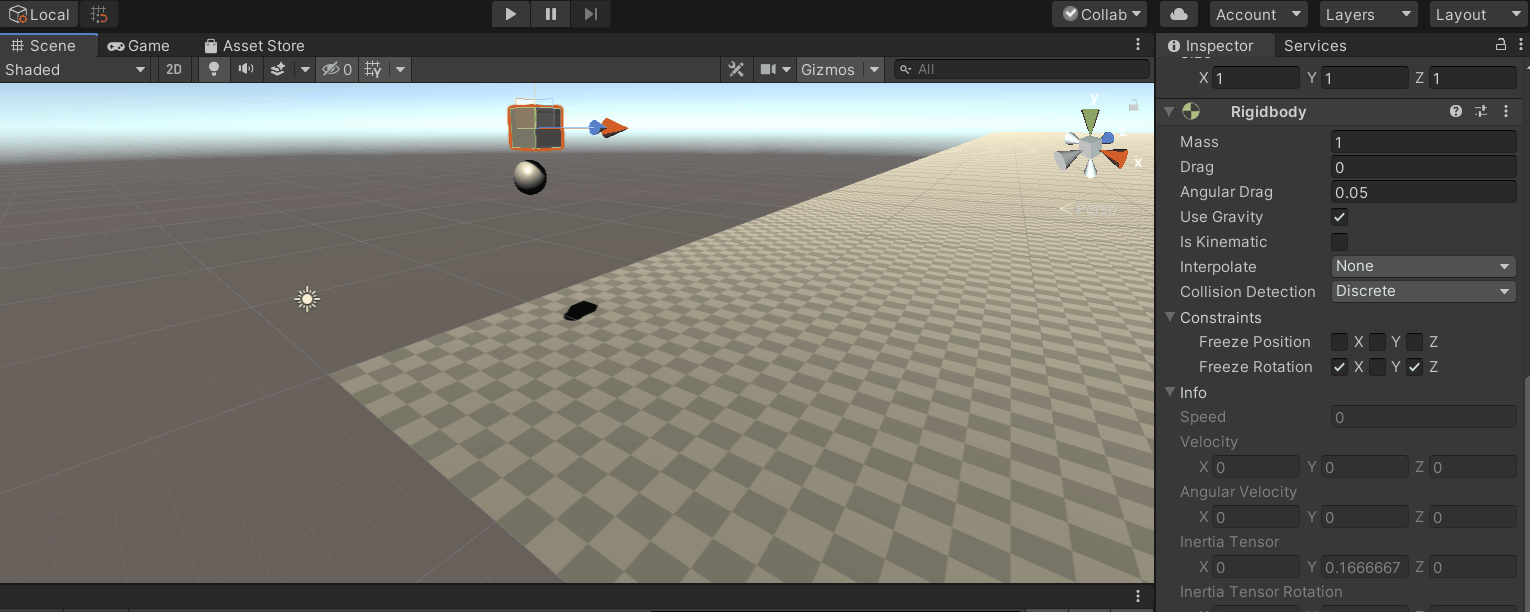 Local Collab Account Layers Layout
Scene Game Asset Store Inspector Services
Shaded 2D 0 Gizmos All
X 1 Y 1 Z 1
Rigidbody
Mass 1
Drag 0
Angular Drag 0.05
Use Gravity
Is Kinematic
Interpolate None
Collision Detection Discrete
Constraints
Freeze Position X Y Z
Freeze Rotation X Y Z
Info
Speed 0
Velocity
X 0 Y 0 Z 0
Angular Velocity
X 0 Y 0 Z 0
Inertia Tensor
X 0 Y 0.1666667 Z 0
Inertia Tensor Rotation
y
z
x